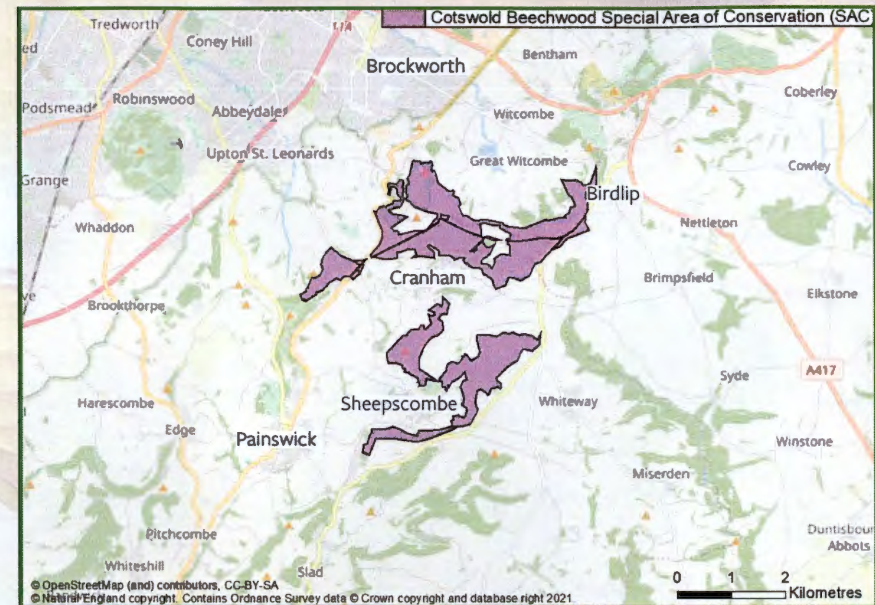 Cotswold Beechwood Special Area of Conservation (SAC)
Tredworth
Coney Hill
Brockworth
Bentham
Podsmead
Robinswood
Abbeydale
Witcombe
Coberley
Upton St. Leonards
Great Witcombe
Cowley
Grange
Birdlip
Whaddon
Nettleton
Cranham
Brimpsfield
Elkstone
Brookthorpe
A417
Syde
Harescombe
Sheepscombe
Whiteway
Edge
Painswick
Winstone
Miserden
Pitchcombe
Duntisbour
Abbots
Whiteshill
Slad
0 1 2
Kilometres
© OpenStreetMap (and) contributors, CC-BY-SA
© Natural England copyright. Contains Ordnance Survey data © Crown copyright and database right 2021